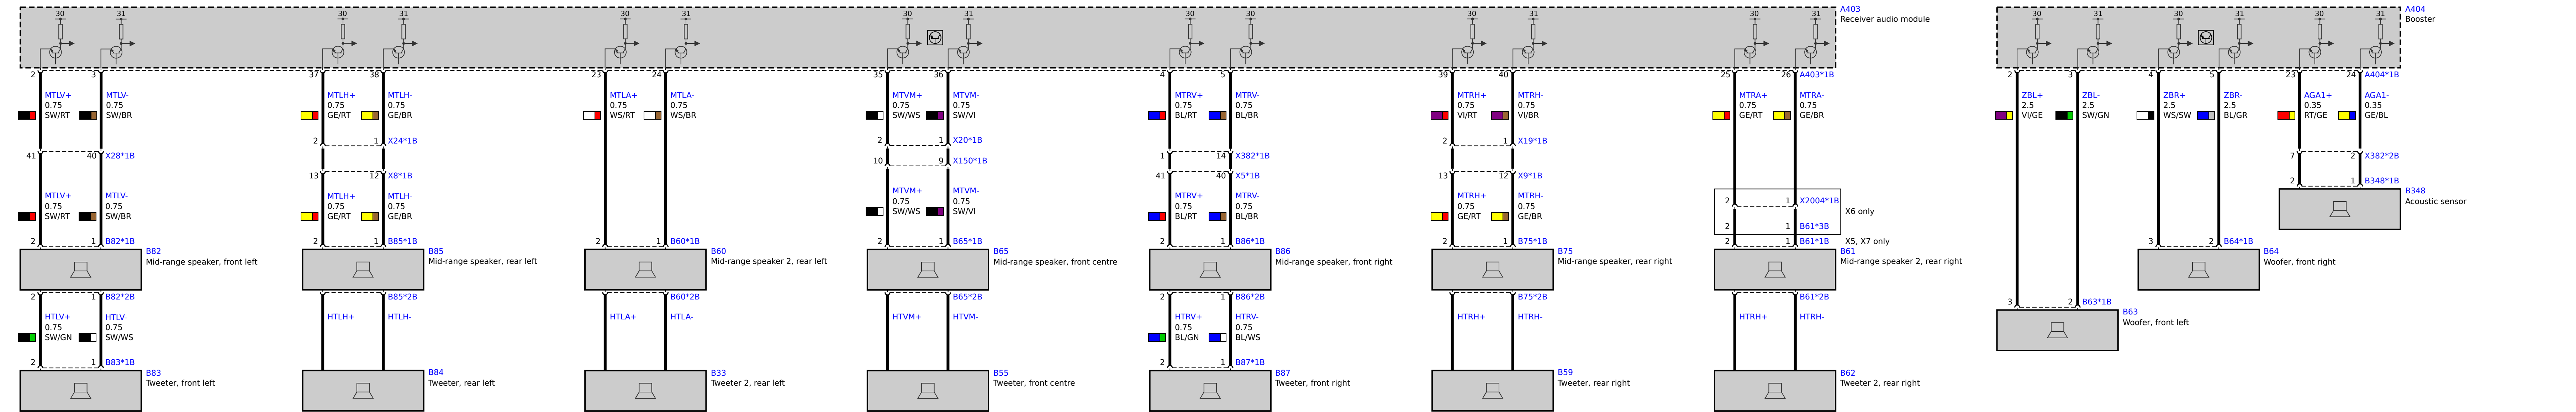 30 31 30 31 30 31 30 31 30 31 30 31 30 31 A403 30 31 30 31 30 31 A404
Receiver audio module Booster
2 3 37 38 23 24 35 36 4 5 39 40 25 26 A403*1B 2 3 4 5 23 24 A404*1B
MTLV+ MTLV- MTLH+ MTLH- MTLA+ MTLA- MTVM+ MTVM- MTRV+ MTRV- MTRH+ MTRH- MTRA+ MTRA- ZBL+ ZBL- ZBR+ ZBR- AGA1+ AGA1-
0.75 0.75 0.75 0.75 0.75 0.75 0.75 0.75 0.75 0.75 0.75 0.75 0.75 0.75 2.5 2.5 2.5 2.5 0.35 0.35
SW/RT SW/BR GE/RT GE/BR WS/RT WS/BR SW/WS SW/VI BL/RT BL/BR VI/RT VI/BR GE/RT GE/BR VI/GE SW/GN WS/SW BL/GR RT/GE GE/BL
2 1 X24*1B 2 1 X20*1B 2 1 X19*1B
41 40 X28*1B 1 14 X382*1B 7 2 X382*2B
10 9 X150*1B
13 12 X8*1B 41 40 X5*1B 13 12 X9*1B
2 1 B348*1B
B348
Acoustic sensor
MTVM+ MTVM-
0.75 0.75
SW/WS SW/VI
MTLV+ MTLV- MTLH+ MTLH- MTRV+ MTRV- MTRH+ MTRH-
0.75 0.75 0.75 0.75 0.75 0.75 0.75 0.75
SW/RT SW/BR GE/RT GE/BR BL/RT BL/BR GE/RT GE/BR
2 1 X2004*1B
X6 only
2 1 B61*3B
2 1 B82*1B 2 1 B85*1B 2 1 B60*1B 2 1 B65*1B 2 1 B86*1B 2 1 B75*1B 2 1 B61*1B X5, X7 only 3 2 B64*1B
B82 B85 B60 B65 B86 B75 B61 B64
Mid-range speaker, front left Mid-range speaker, rear left Mid-range speaker 2, rear left Mid-range speaker, front centre Mid-range speaker, front right Mid-range speaker, rear right Mid-range speaker 2, rear right Woofer, front right
2 1 B82*2B B85*2B B60*2B B65*2B 2 1 B86*2B B75*2B B61*2B 3 2 B63*1B
B63
Woofer, front left
HTLV+ HTLV- HTLH+ HTLH- HTLA+ HTLA- HTVM+ HTVM- HTRV+ HTRV- HTRH+ HTRH- HTRH+ HTRH-
0.75 0.75 0.75 0.75
SW/GN SW/WS BL/GN BL/WS
2 1 B83*1B 2 1 B87*1B
B83 B84 B33 B55 B87 B59 B62
Tweeter, front left Tweeter, rear left Tweeter 2, rear left Tweeter, front centre Tweeter, front right Tweeter, rear right Tweeter 2, rear right